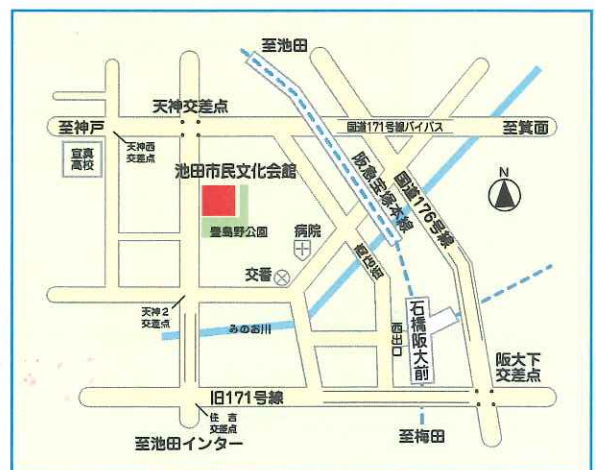 至池田
天神交差点
至神戸
天神西
交差点
国道171号線バイパス
至箕面
宣真
高校
池田市民文化会館
阪急宝塚本線
国道176号線
N
豊島野公園
病院
交番
天神2
交差点
みのお川
西出口
石橋阪大前
阪大下
交差点
旧171号線
住吉
交差点
至池田インター
至梅田